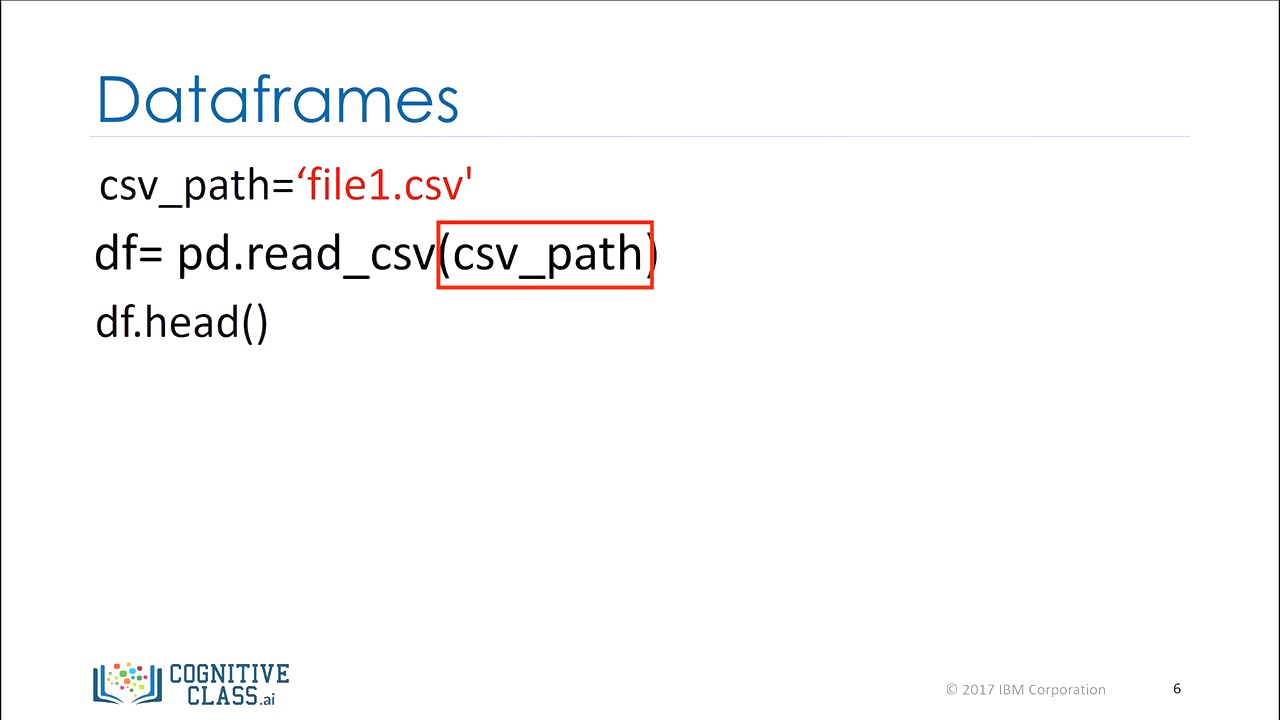 Dataframes
csv_path=‘file1.csv'
df= pd.read_csv(csv_path)
df.head()
COGNITIVE
CLASS.ai
© 2017 IBM Corporation
6